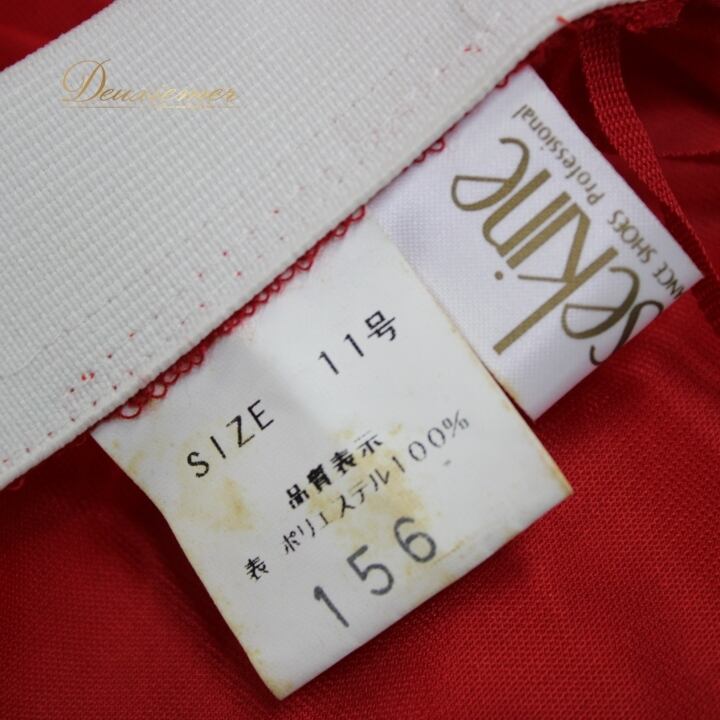 Deuxiemer
sekine
ANCE SHOES Professional
SIZE 11号
品質表示
表 ポリエステル100%
156